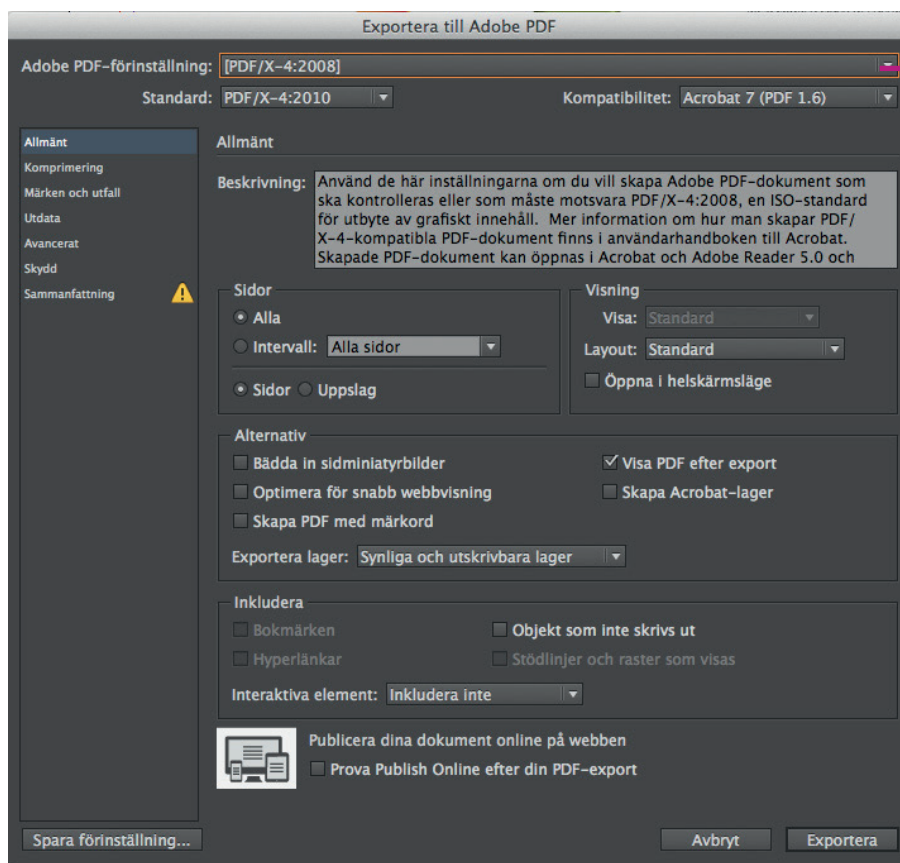 Exportera till Adobe PDF
Adobe PDF-förinställning: [PDF/X-4:2008]
Standard: PDF/X-4:2010 Kompatibilitet: Acrobat 7 (PDF 1.6)
Allmänt
Komprimering
Märken och utfall
Utdata
Avancerat
Skydd
Sammanfattning
Allmänt
Beskrivning: Använd de här inställningarna om du vill skapa Adobe PDF-dokument som
ska kontrolleras eller som måste motsvara PDF/X-4:2008, en ISO-standard
för utbyte av grafiskt innehåll. Mer information om hur man skapar PDF/
X-4-kompatibla PDF-dokument finns i användarhandboken till Acrobat.
Skapade PDF-dokument kan öppnas i Acrobat och Adobe Reader 5.0 och
Sidor
Alla
Intervall: Alla sidor
Sidor Uppslag
Visning
Visa: Standard
Layout: Standard
Öppna i helskärmsläge
Alternativ
Bädda in sidminiatyrbilder Visa PDF efter export
Optimera för snabb webbvisning Skapa Acrobat-lager
Skapa PDF med märkord
Exportera lager: Synliga och utskrivbara lager
Inkludera
Bokmärken Objekt som inte skrivs ut
Hyperlänkar Stödlinjer och raster som visas
Interaktiva element: Inkludera inte
Publicera dina dokument online på webben
Prova Publish Online efter din PDF-export
Spara förinställning... Avbryt Exportera